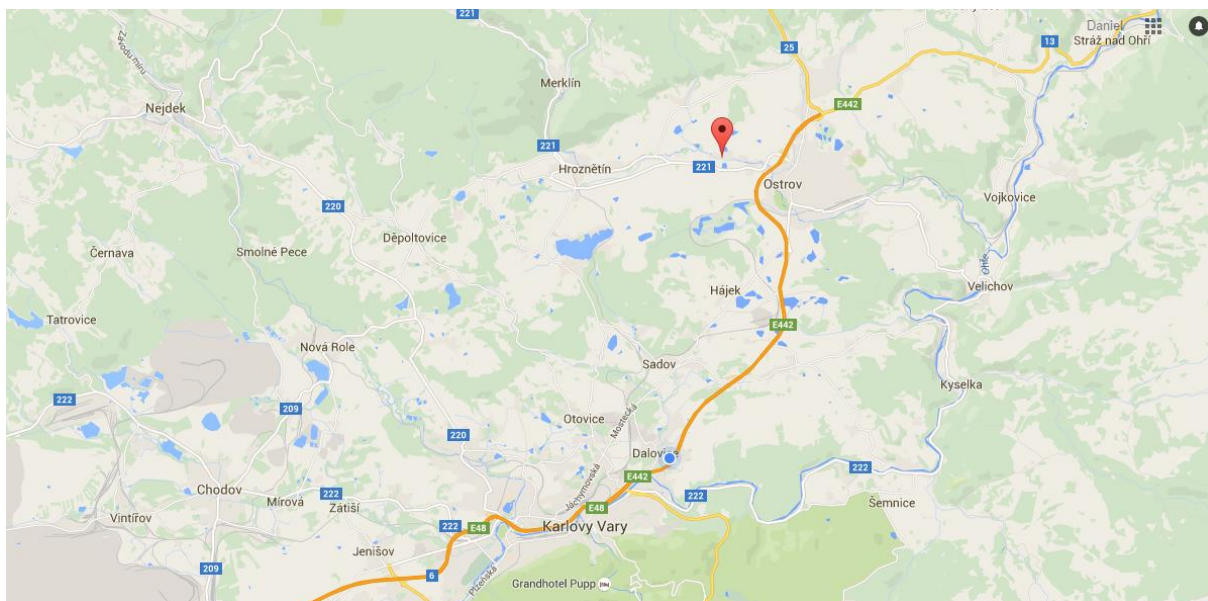 221
Daniel
13
Stráž nad Ohří
25
Zavodu míru
Merklín
Nejdek
E442
221
221
Hroznětín
Ostrov
Vojkovice
220
Děpoltovice
Černava
Smolné Pece
Ohře
Velichov
Hájek
Tatrovice
E442
Nová Role
Sadov
Kyselka
222
209
Otovice
Mostecká
220
Dalovice
Jáchymovská
E442
222
Chodov
222
Šemnice
Mírová
Zátiší
222
E48
E48
Vintířov
Karlovy Vary
Jenišov
209
6
Plzeňská
Grandhotel Pupp